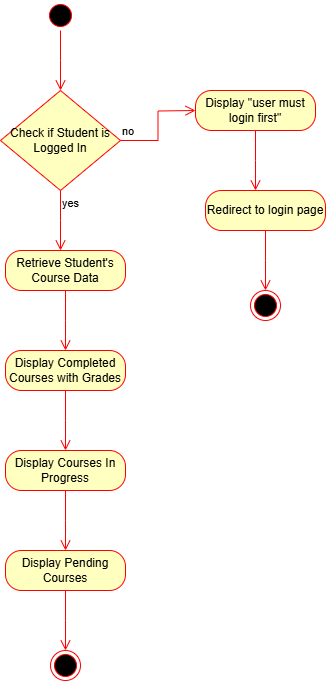 Check if Student is
Logged In
no
Display "user must
login first"
yes
Redirect to login page
Retrieve Student's
Course Data
Display Completed
Courses with Grades
Display Courses In
Progress
Display Pending
Courses